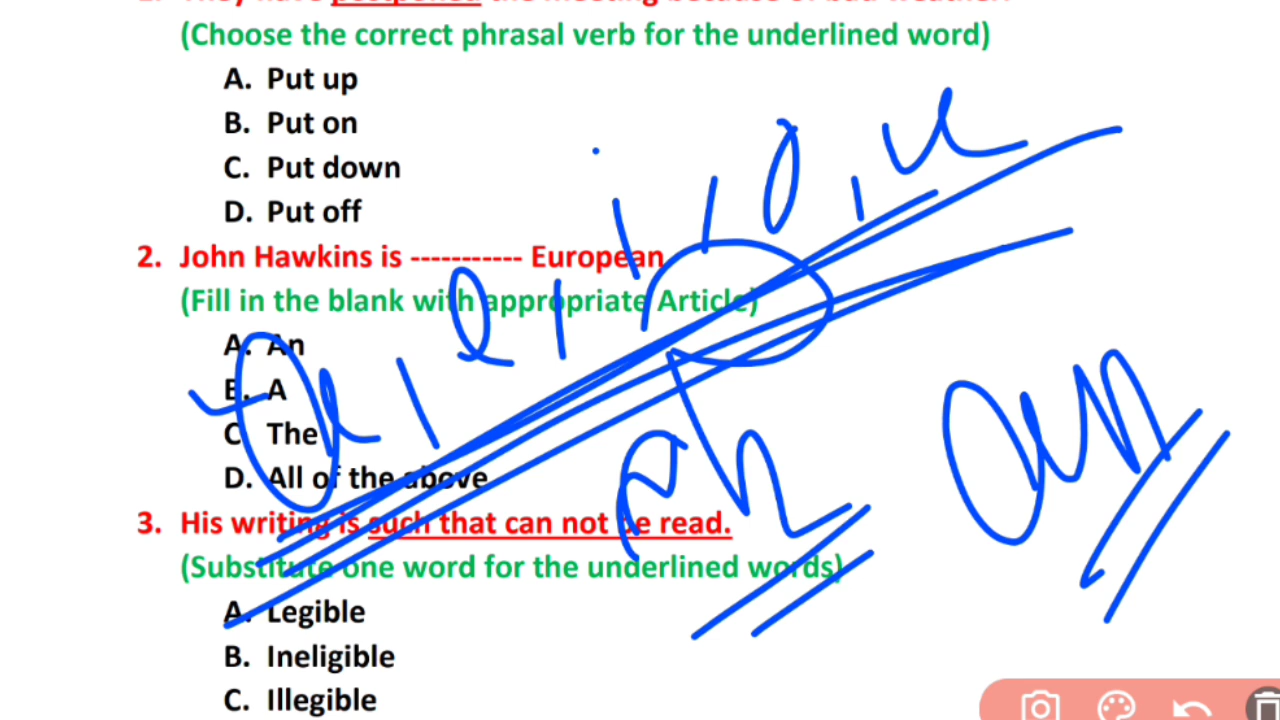 (Choose the correct phrasal verb for the underlined word)
A. Put up
B. Put on
C. Put down
D. Put off
2. John Hawkins is ----------- European
(Fill in the blank with appropriate Article)
A. An
B. A
C. The
D. All of the above
3. His writing is such that can not be read.
(Substitute one word for the underlined words)
A. Legible
B. Ineligible
C. Illegible
a, e, i, o, u
an